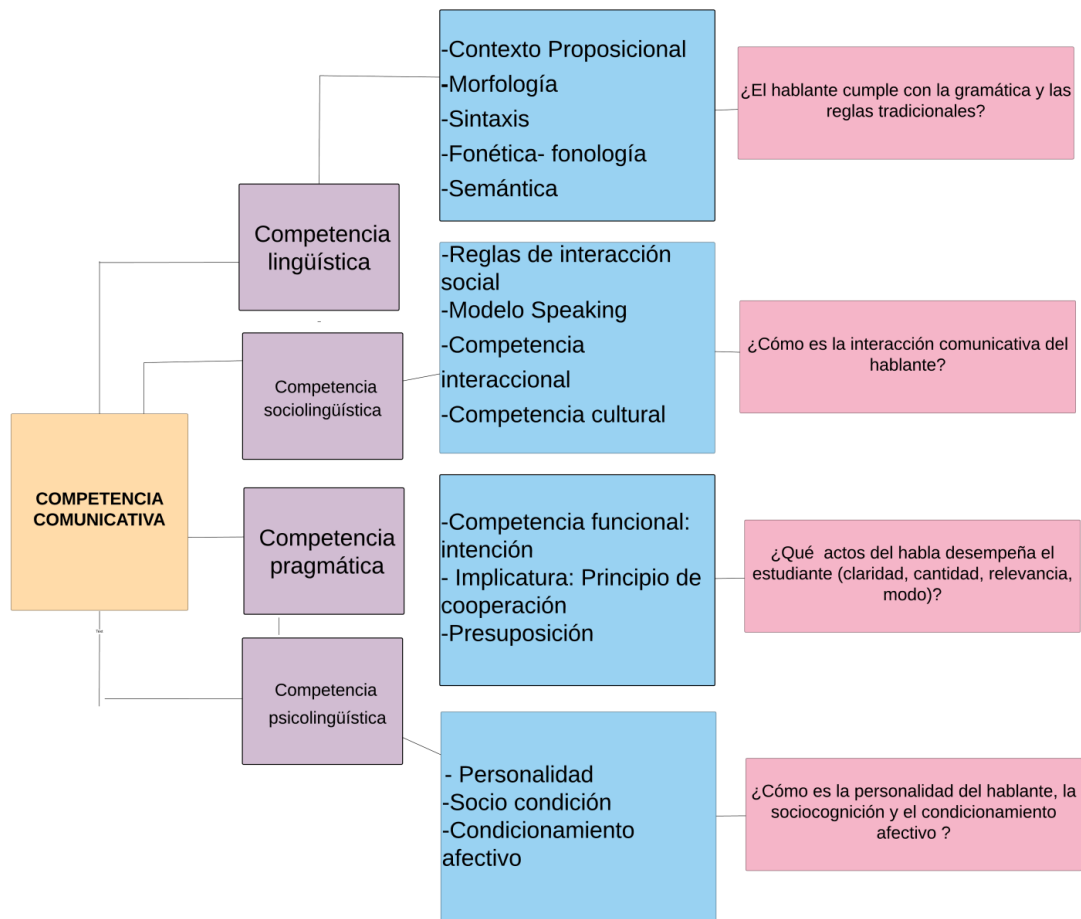 -Contexto Proposicional
-Morfología
-Sintaxis
-Fonética- fonología
-Semántica
¿El hablante cumple con la gramática y las
reglas tradicionales?
Competencia
lingüística
-Reglas de interacción
social
-Modelo Speaking
-Competencia
interaccional
-Competencia cultural
¿Cómo es la interacción comunicativa del
hablante?
Competencia
sociolingüística
COMPETENCIA
COMUNICATIVA
Competencia
pragmática
-Competencia funcional:
intención
- Implicatura: Principio de
cooperación
-Presuposición
¿Qué  actos del habla desempeña el
estudiante (claridad, cantidad, relevancia,
modo)?
Text
Competencia
psicolingüística
- Personalidad
-Socio condición
-Condicionamiento
afectivo
¿Cómo es la personalidad del hablante, la
sociocognición y el condicionamiento
afectivo ?